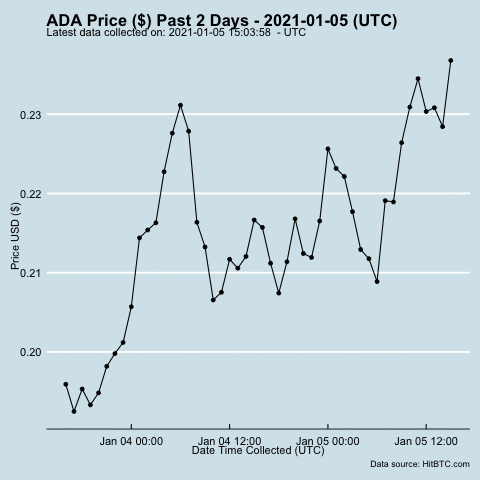 ADA Price ($) Past 2 Days - 2021-01-05 (UTC)
Latest data collected on: 2021-01-05 15:03:58 - UTC
Price USD ($)
0.23
0.22
0.21
0.20
Jan 04 00:00 Jan 04 12:00 Jan 05 00:00 Jan 05 12:00
Date Time Collected (UTC)
Data source: HitBTC.com